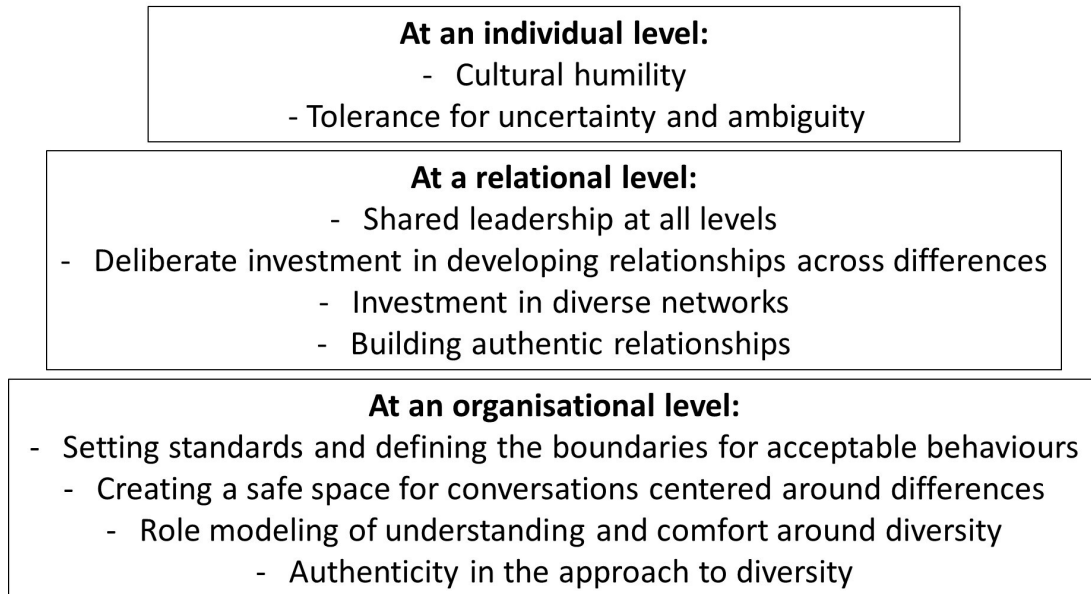 At an individual level:
- Cultural humility
- Tolerance for uncertainty and ambiguity
At a relational level:
- Shared leadership at all levels
- Deliberate investment in developing relationships across differences
- Investment in diverse networks
- Building authentic relationships
At an organisational level:
- Setting standards and defining the boundaries for acceptable behaviours
- Creating a safe space for conversations centered around differences
- Role modeling of understanding and comfort around diversity
- Authenticity in the approach to diversity